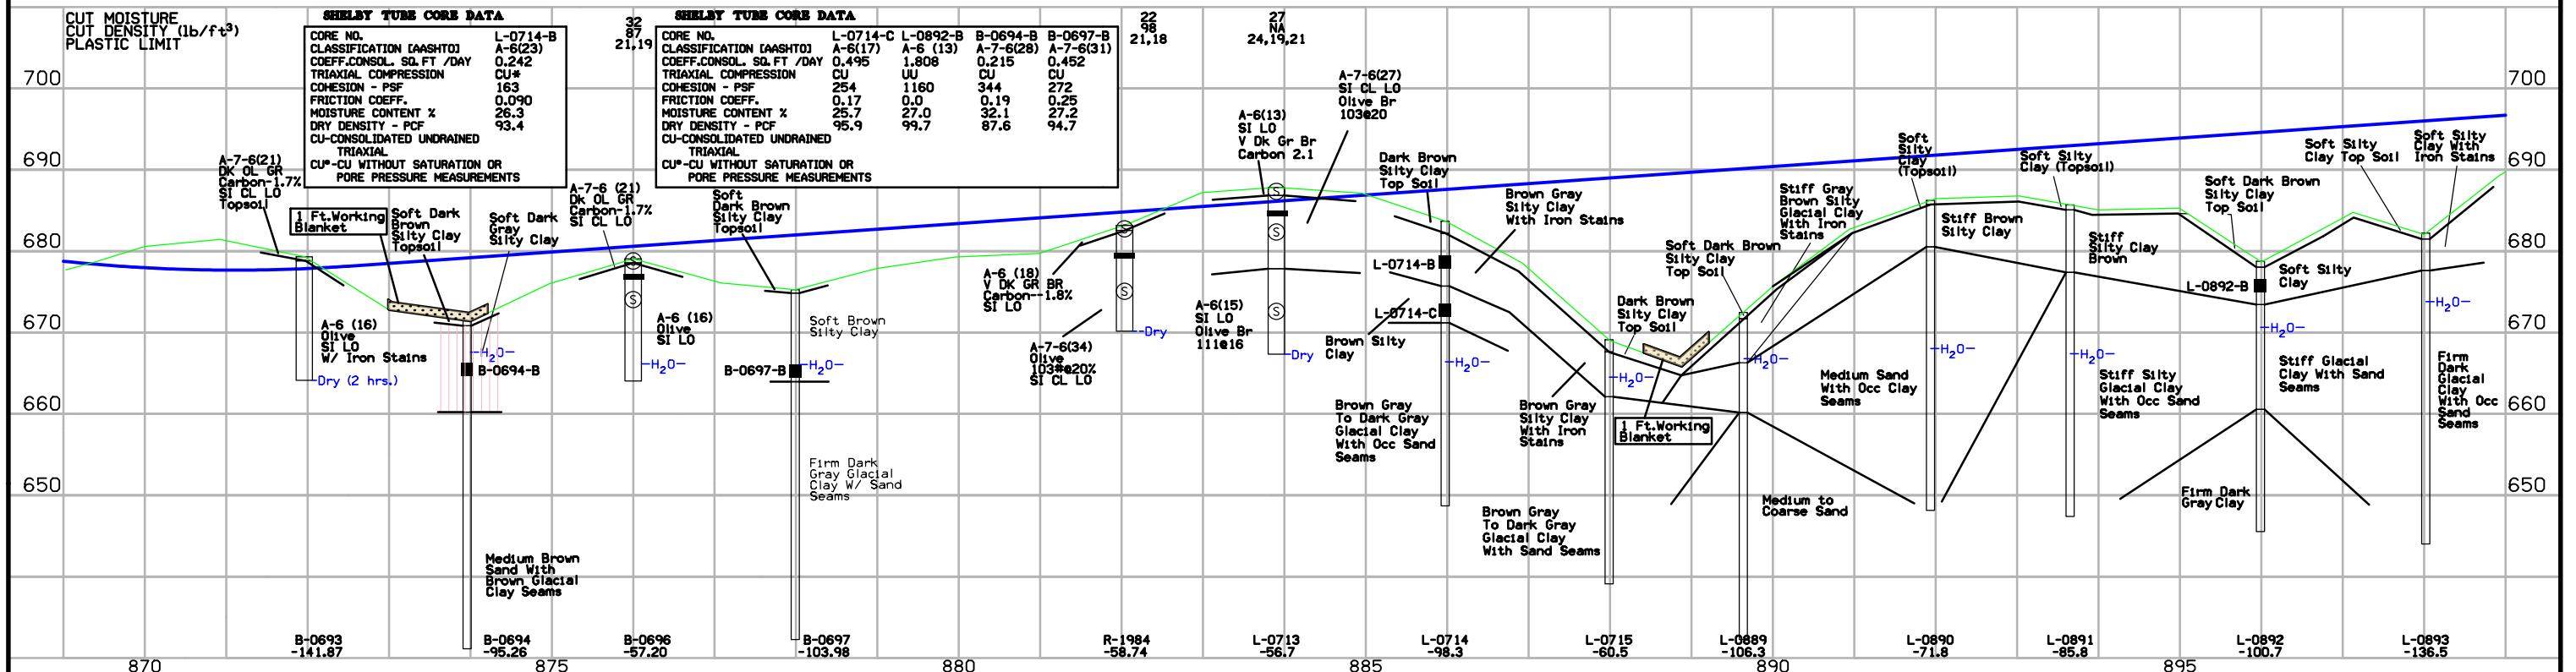 CUT MOISTURE
CUT DENSITY (lb/ft³)
PLASTIC LIMIT
SHELBY TUBE CORE DATA
CORE NO. L-0714-B
CLASSIFICATION [AASHTO] A-6(23)
COEFF.CONSOL. SQ.FT /DAY 0.242
TRIAXIAL COMPRESSION CU*
COHESION - PSF 163
FRICTION COEFF. 0.090
MOISTURE CONTENT % 26.3
DRY DENSITY - PCF 93.4
CU-CONSOLIDATED UNDRAINED
TRIAXIAL
CU*-CU WITHOUT SATURATION OR
PORE PRESSURE MEASUREMENTS
32
87
21,19
SHELBY TUBE CORE DATA
CORE NO. L-0714-C L-0892-B B-0694-B B-0697-B
CLASSIFICATION [AASHTO] A-6(17) A-6 (13) A-7-6(28) A-7-6(31)
COEFF.CONSOL. SQ.FT /DAY 0.495 1.808 0.215 0.452
TRIAXIAL COMPRESSION CU UU CU CU
COHESION - PSF 254 1160 344 272
FRICTION COEFF. 0.17 0.0 0.19 0.25
MOISTURE CONTENT % 25.7 27.0 32.1 27.2
DRY DENSITY - PCF 95.9 99.7 87.6 94.7
CU-CONSOLIDATED UNDRAINED
TRIAXIAL
CU*-CU WITHOUT SATURATION OR
PORE PRESSURE MEASUREMENTS
22
98
21,18
27
NA
24,19,21
700
690
680
670
660
650
700
690
680
670
660
650
A-7-6(21)
DK OL GR
Carbon-1.7%
SI CL LO
Topsoil
1 Ft.Working
Blanket
Soft Dark
Brown
Silty Clay
Topsoil
Soft Dark
Gray
Silty Clay
A-7-6 (21)
Dk OL GR
Carbon-1.7%
SI CL LO
Soft
Dark Brown
Silty Clay
Topsoil
A-6 (16)
Olive
SI LO
W/ Iron Stains
Dry (2 hrs.)
H₂O
B-0694-B
Medium Brown
Sand With
Brown Glacial
Clay Seams
S
S
A-6 (16)
Olive
SI LO
H₂O
B-0697-B
H₂O
Soft Brown
Silty Clay
Firm Dark
Gray Glacial
Clay W/ Sand
Seams
A-6 (18)
V DK GR BR
Carbon--1.8%
SI LO
A-7-6(34)
Olive
103#@20%
SI CL LO
S
S
Dry
A-6(13)
SI LO
V Dk Gr Br
Carbon 2.1
A-7-6(27)
SI CL LO
Olive Br
103@20
S
S
S
A-6(15)
SI LO
Olive Br
111@16
Dry
Dark Brown
Silty Clay
Top Soil
Brown Gray
Silty Clay
With Iron Stains
L-0714-B
L-0714-C
Brown Silty
Clay
H₂O
Brown Gray
To Dark Gray
Glacial Clay
With Occ Sand
Seams
Brown Gray
To Dark Gray
Glacial Clay
With Sand Seams
Brown Gray
Silty Clay
With Iron
Stains
Dark Brown
Silty Clay
Top Soil
H₂O
1 Ft.Working
Blanket
Soft Dark Brown
Silty Clay
Top Soil
Stiff Gray
Brown Silty
Glacial Clay
With Iron
Stains
H₂O
Medium Sand
With Occ Clay
Seams
Medium to
Coarse Sand
Soft
Silty
Clay
(Topsoil)
Stiff Brown
Silty Clay
H₂O
Soft Silty
Clay (Topsoil)
Stiff
Silty Clay
Brown
H₂O
Stiff Silty
Glacial Clay
With Occ Sand
Seams
Soft Dark Brown
Silty Clay
Top Soil
L-0892-B
Soft Silty
Clay
H₂O
Stiff Glacial
Clay With Sand
Seams
Firm Dark
Gray Clay
Soft Silty
Clay Top Soil
Soft Silty
Clay With
Iron Stains
H₂O
Firm
Dark
Glacial
Clay
With Occ
Sand
Seams
B-0693
-141.87
B-0694
-95.26
B-0696
-57.20
B-0697
-103.98
R-1984
-58.74
L-0713
-56.7
L-0714
-98.3
L-0715
-60.5
L-0889
-106.3
L-0890
-71.8
L-0891
-85.8
L-0892
-100.7
L-0893
-136.5
870
875
880
885
890
895